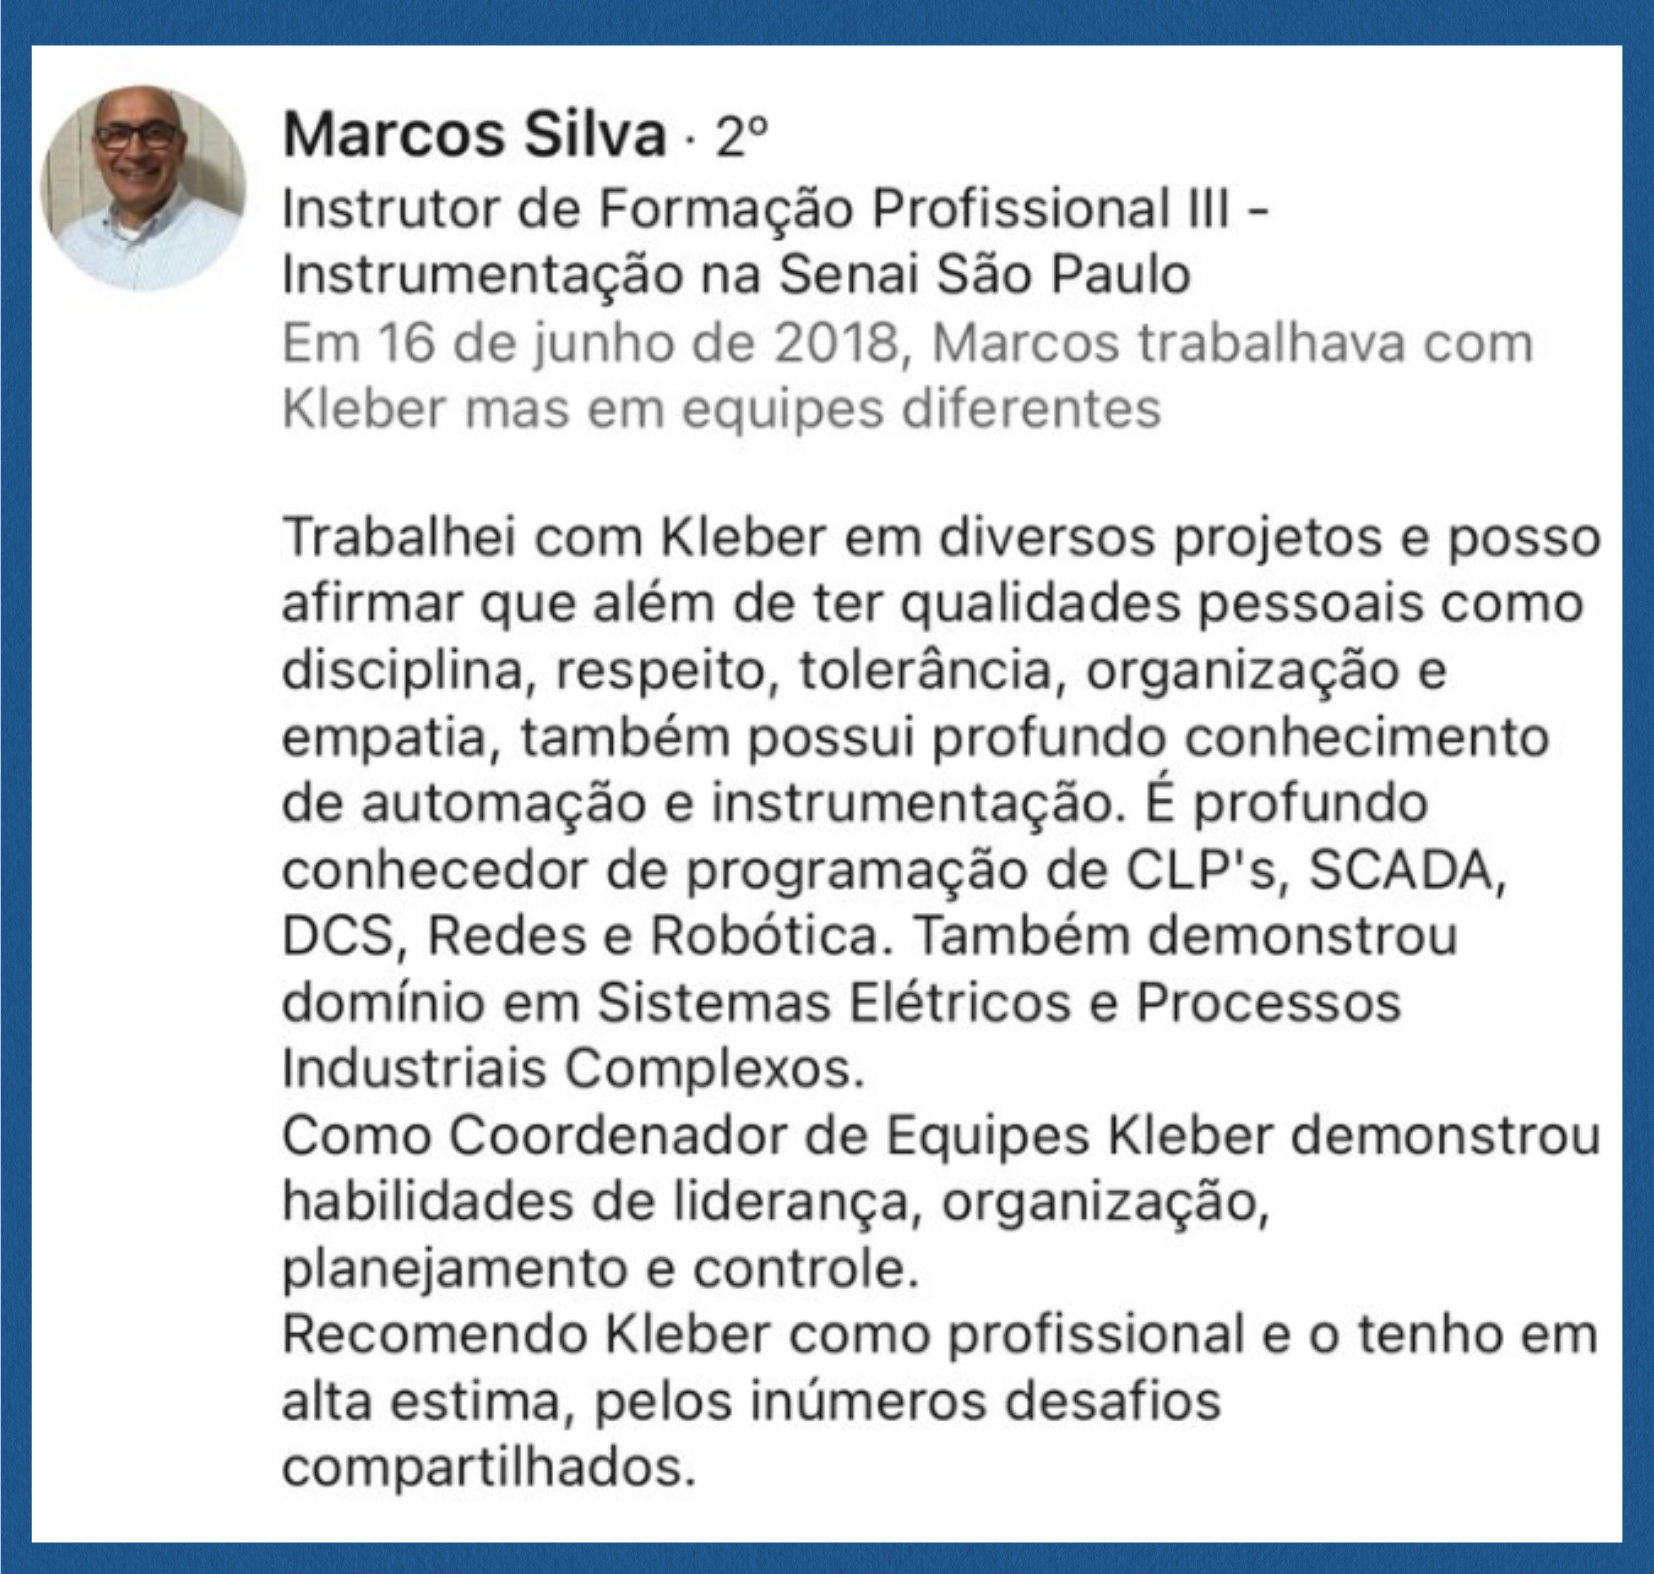 Marcos Silva · 2º
Instrutor de Formação Profissional III -
Instrumentação na Senai São Paulo
Em 16 de junho de 2018, Marcos trabalhava com
Kleber mas em equipes diferentes
Trabalhei com Kleber em diversos projetos e posso
afirmar que além de ter qualidades pessoais como
disciplina, respeito, tolerância, organização e
empatia, também possui profundo conhecimento
de automação e instrumentação. É profundo
conhecedor de programação de CLP's, SCADA,
DCS, Redes e Robótica. Também demonstrou
domínio em Sistemas Elétricos e Processos
Industriais Complexos.
Como Coordenador de Equipes Kleber demonstrou
habilidades de liderança, organização,
planejamento e controle.
Recomendo Kleber como profissional e o tenho em
alta estima, pelos inúmeros desafios
compartilhados.